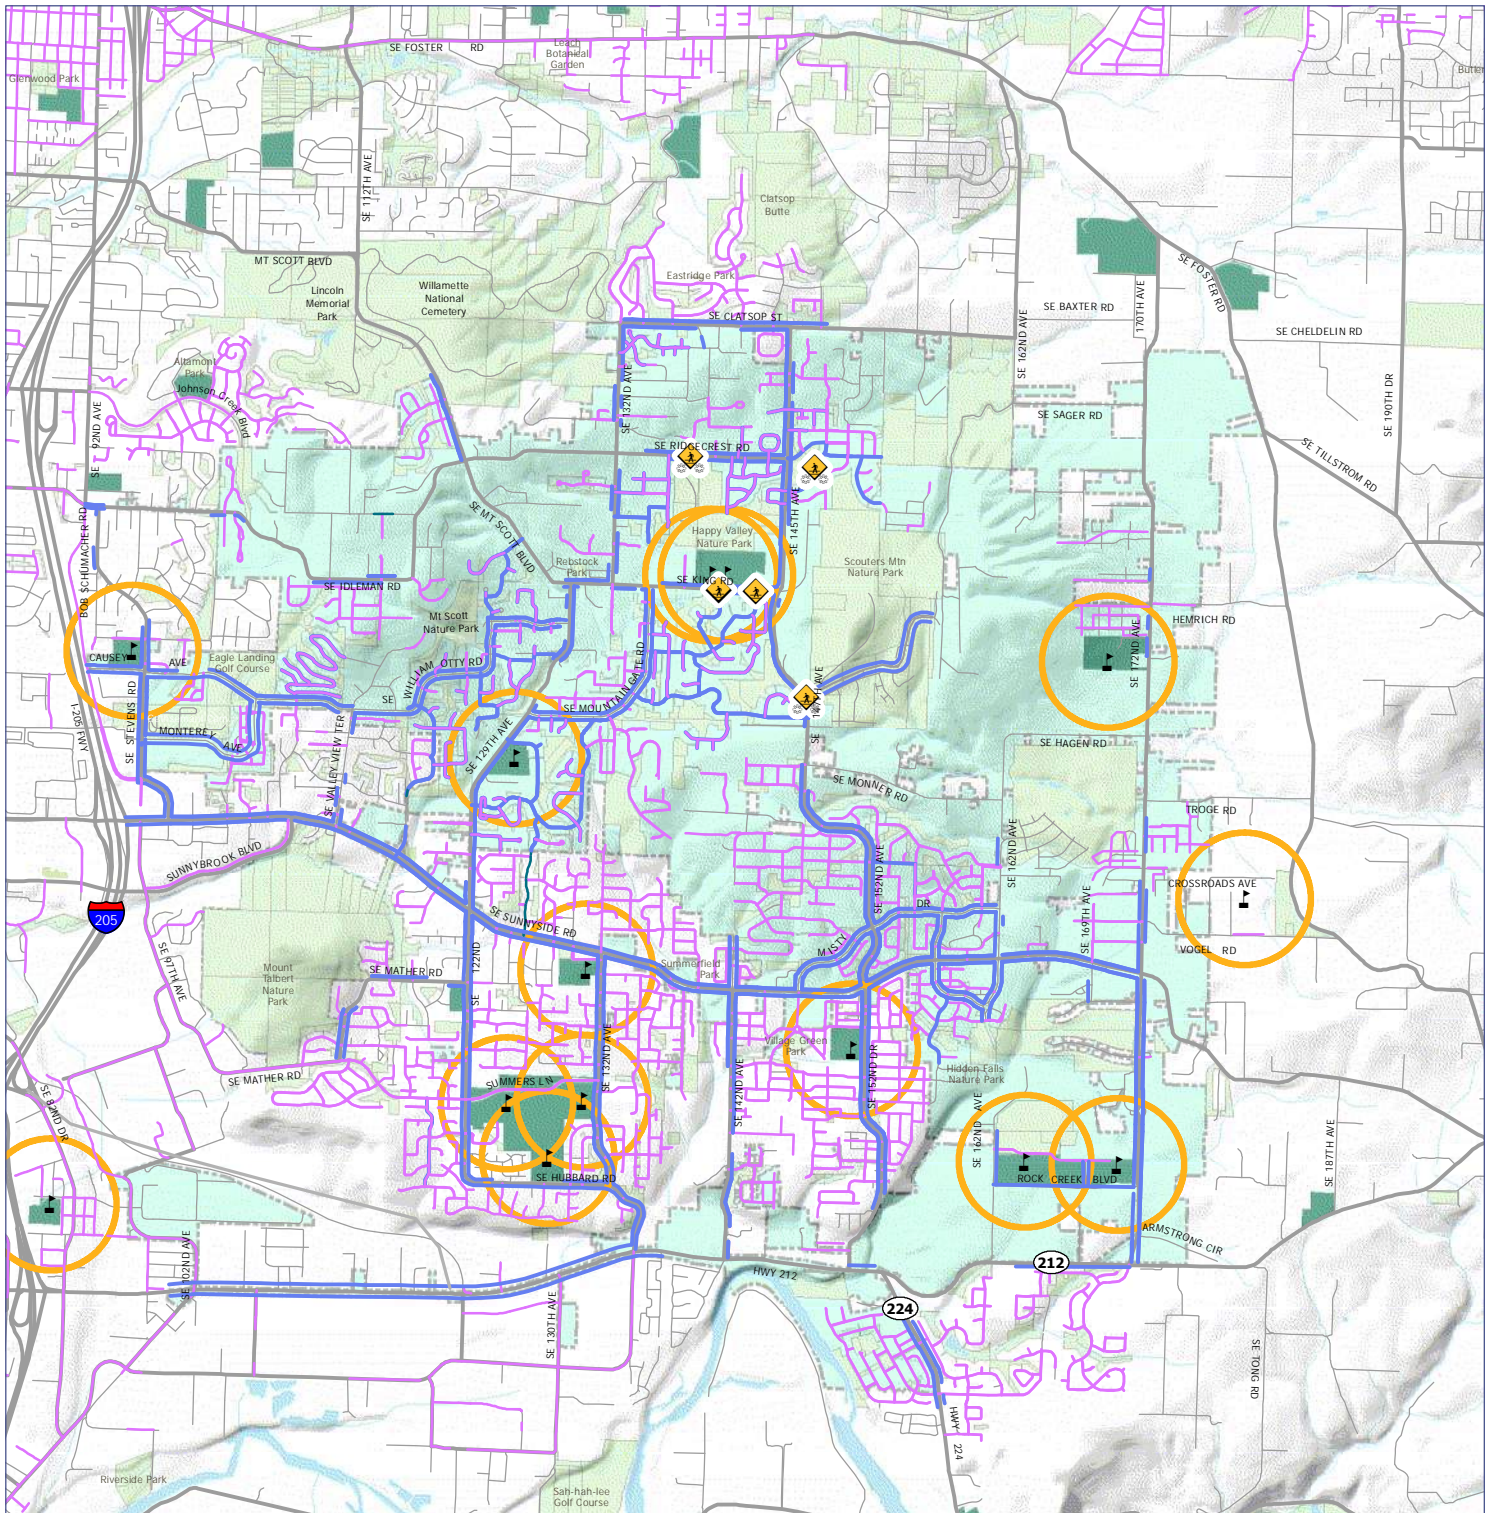 SE FOSTER RD
Leach
Botanical
Garden
Glenwood Park
Butler
SE 112TH AVE
Clatsop
Butte
MT SCOTT BLVD
Lincoln
Memorial
Park
Willamette
National
Cemetery
Eastridge Park
SE FOSTER RD
SE BAXTER RD
170TH AVE
SE 162ND AVE
SE CLATSOP ST
SE CHELDELIN RD
Altamont
Park
Johnson Creek Blvd
SE 92ND AVE
SE 132ND AVE
SE SAGER RD
SE 190TH DR
SE RIDGECREST RD
SE TILLSTROM RD
SE MT SCOTT BLVD
BOB SCHUMACHER RD
SE 145TH AVE
Happy Valley
Nature Park
Rebstock
Park
Scouters Mtn
Nature Park
SE KING RD
SE IDLEMAN RD
Mt Scott
Nature Park
HEMRICH RD
SE 172ND AVE
CAUSEY AVE
Eagle Landing
Golf Course
SE WILLIAM OTTY RD
SE MOUNTAIN GATE RD
SE 147TH AVE
I-205 FWY
SE STEVENS RD
MONTEREY AVE
SE VALLEY VIEW TER
SE 129TH AVE
SE HAGEN RD
SE MONNER RD
TROGE RD
SUNNYBROOK BLVD
SE 152ND AVE
SE 162ND AVE
CROSSROADS AVE
205
SE SUNNYSIDE RD
MISTY DR
SE 169TH AVE
VOGEL RD
SE 97TH AVE
Mount
Talbert
Nature
Park
SE MATHER RD
SE 122ND
Summerfield
Park
Village Green
Park
SE 132ND AVE
SE 142ND AVE
SE 152ND DR
Hidden Falls
Nature Park
SE MATHER RD
SUMMERS LN
SE 82ND DR
SE 162ND AVE
SE 187TH AVE
SE HUBBARD RD
ROCK CREEK BLVD
ARMSTRONG CIR
SE 102ND AVE
HWY 212
212
224
SE 130TH AVE
SE TONG RD
HWY 224
Riverside Park
Sah-hah-lee
Golf Course